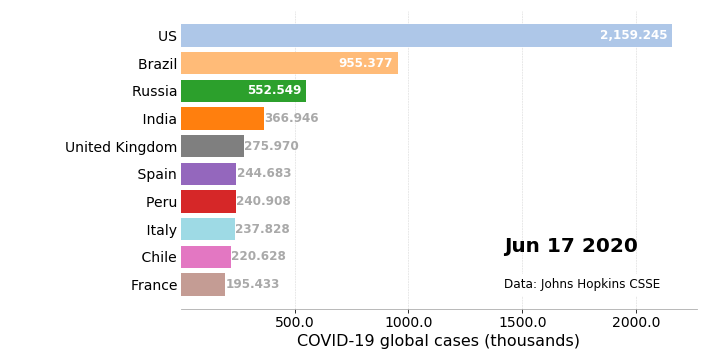 US 2,159.245
Brazil 955.377
Russia 552.549
India 366.946
United Kingdom 275.970
Spain 244.683
Peru 240.908
Italy 237.828
Chile 220.628
France 195.433
Jun 17 2020
Data: Johns Hopkins CSSE
500.0 1000.0 1500.0 2000.0
COVID-19 global cases (thousands)